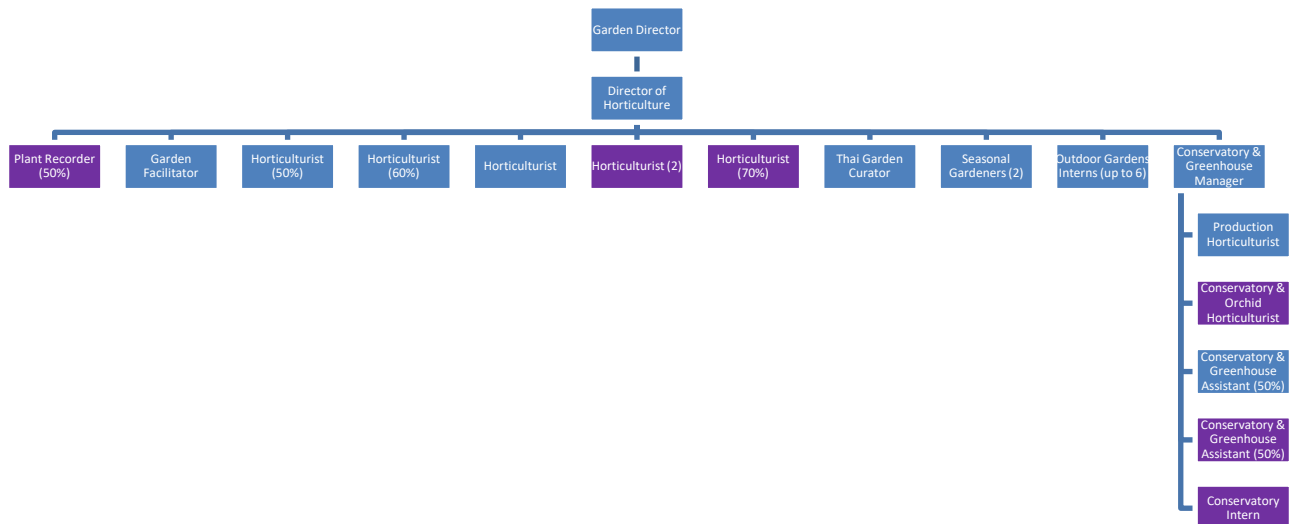 Garden Director
Director of
Horticulture
Plant Recorder
(50%)
Garden
Facilitator
Horticulturist
(50%)
Horticulturist
(60%)
Horticulturist
Horticulturist (2)
Horticulturist
(70%)
Thai Garden
Curator
Seasonal
Gardeners (2)
Outdoor Gardens
Interns (up to 6)
Conservatory &
Greenhouse
Manager
Production
Horticulturist
Conservatory &
Orchid
Horticulturist
Conservatory &
Greenhouse
Assistant (50%)
Conservatory &
Greenhouse
Assistant (50%)
Conservatory
Intern